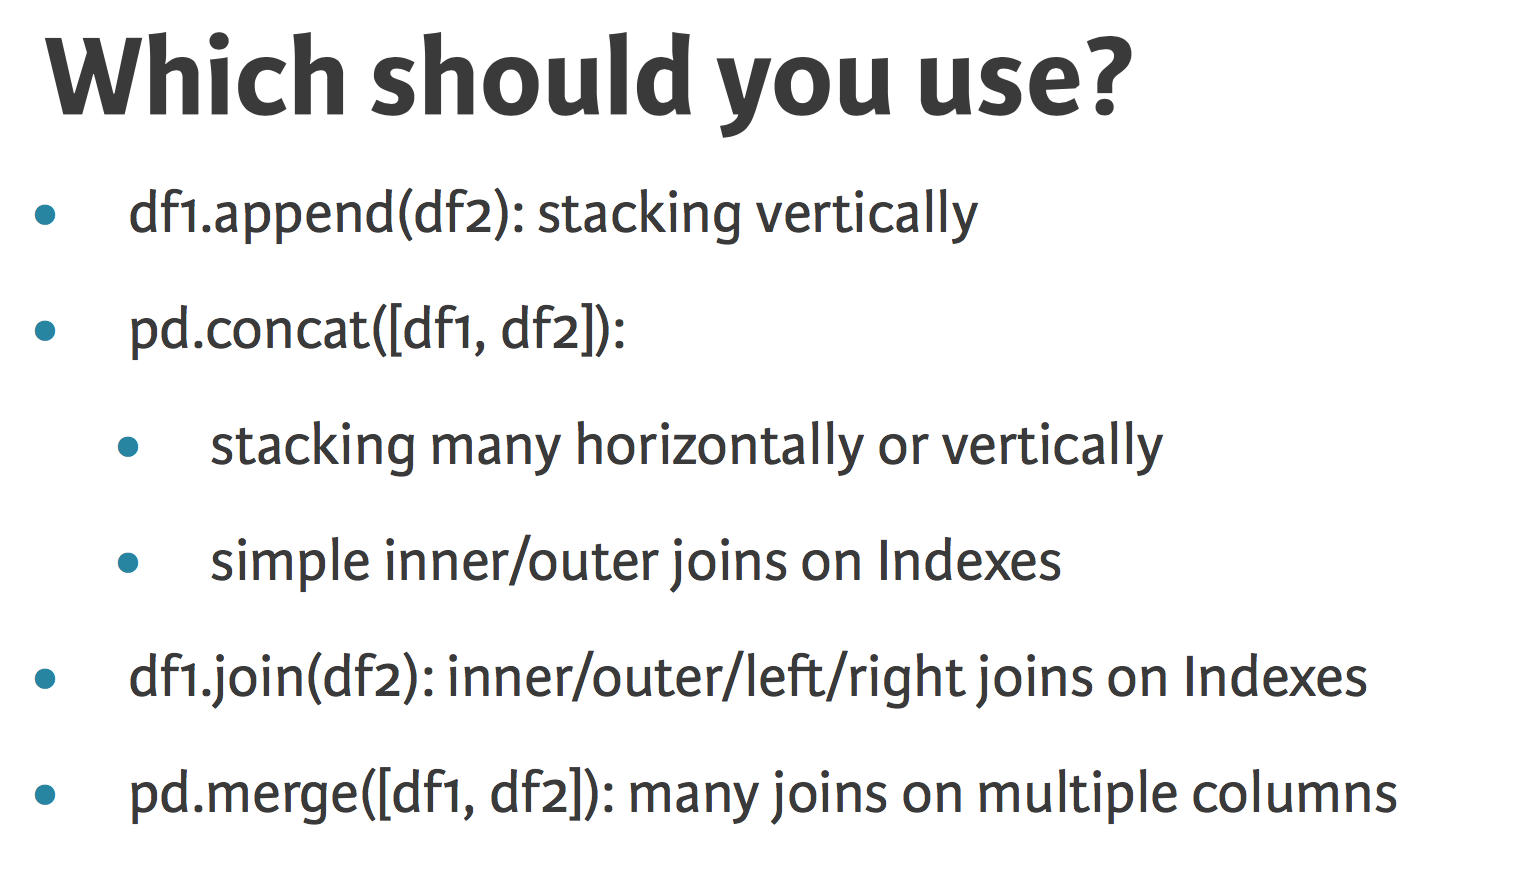 Which should you use?
• df1.append(df2): stacking vertically
• pd.concat([df1, df2]):
• stacking many horizontally or vertically
• simple inner/outer joins on Indexes
• df1.join(df2): inner/outer/left/right joins on Indexes
• pd.merge([df1, df2]): many joins on multiple columns